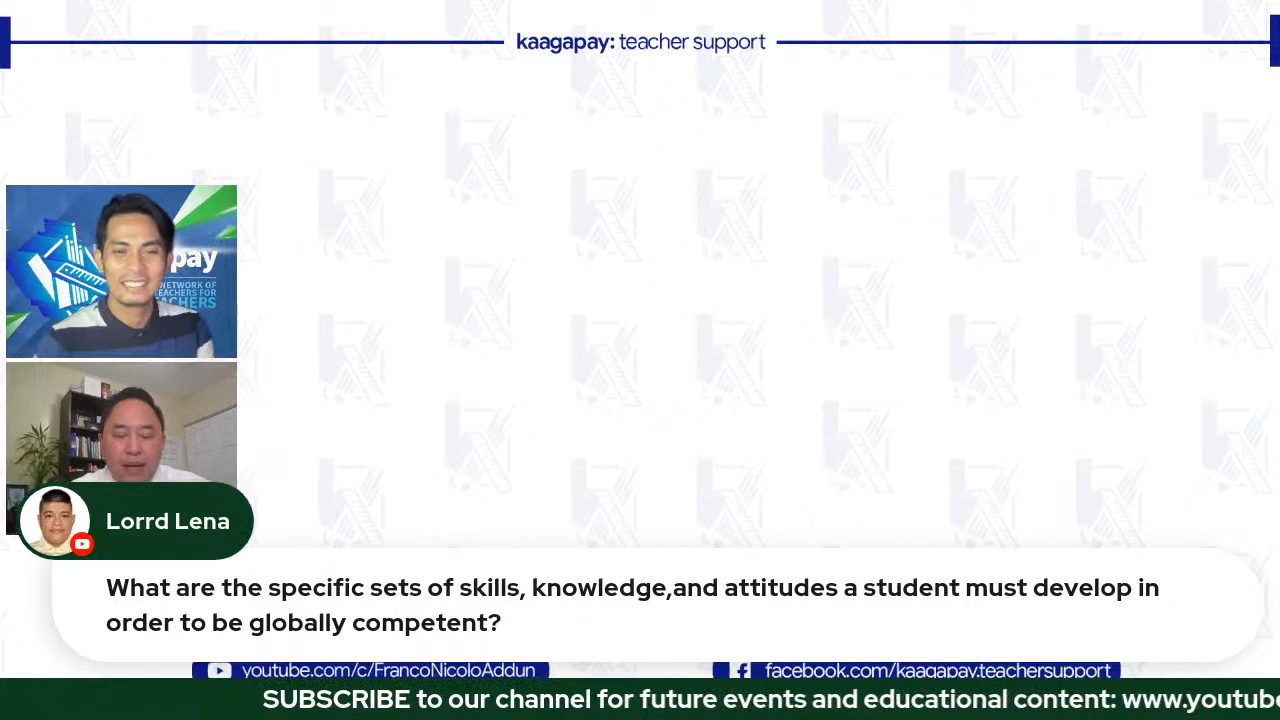 kaagapay: teacher support
pay
NETWORK OF
TEACHERS FOR
TEACHERS
Lorrd Lena
What are the specific sets of skills, knowledge,and attitudes a student must develop in
order to be globally competent?
youtube.com/c/FrancoNicoloAddun
facebook.com/kaagapay.teachersupport
SUBSCRIBE to our channel for future events and educational content: www.youtube